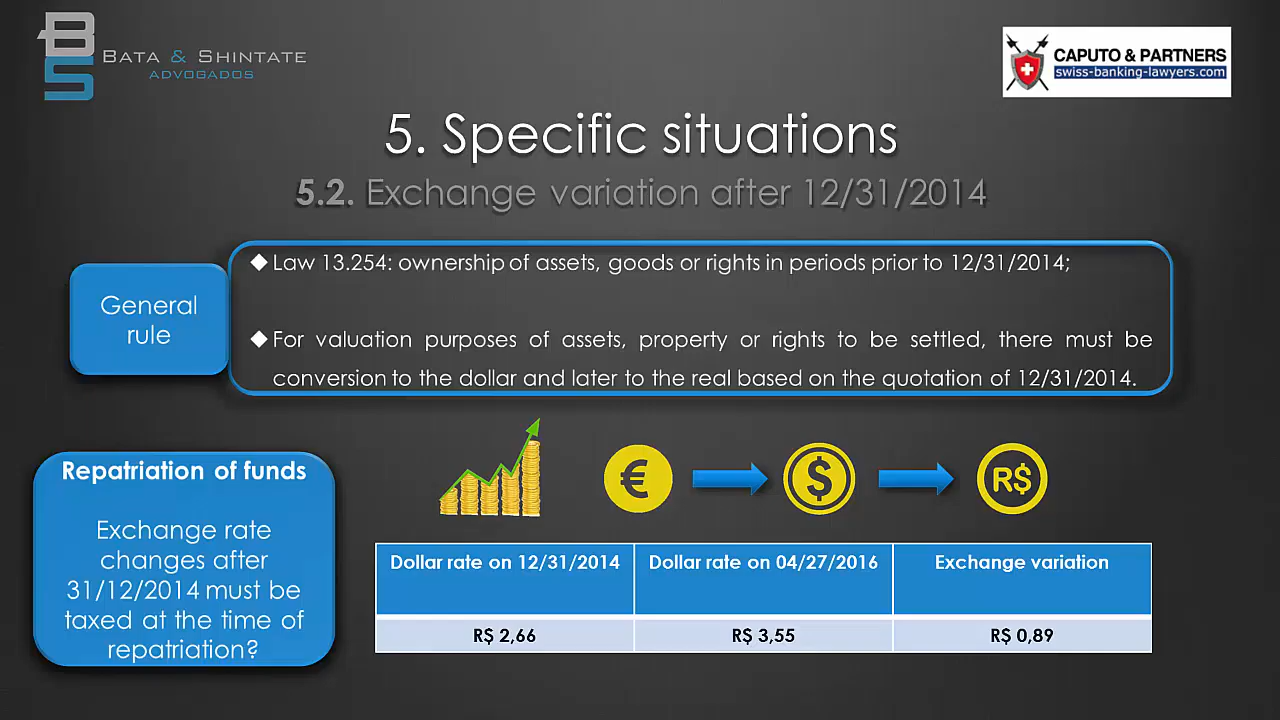 BS
BATA & SHINTATE
ADVOGADOS
CAPUTO & PARTNERS
swiss-banking-lawyers.com
5. Specific situations
5.2. Exchange variation after 12/31/2014
General
rule
◆ Law 13.254: ownership of assets, goods or rights in periods prior to 12/31/2014;
◆ For valuation purposes of assets, property or rights to be settled, there must be
conversion to the dollar and later to the real based on the quotation of 12/31/2014.
Repatriation of funds
Exchange rate
changes after
31/12/2014 must be
taxed at the time of
repatriation?
€ $ R$
Dollar rate on 12/31/2014 Dollar rate on 04/27/2016 Exchange variation
R$ 2,66 R$ 3,55 R$ 0,89